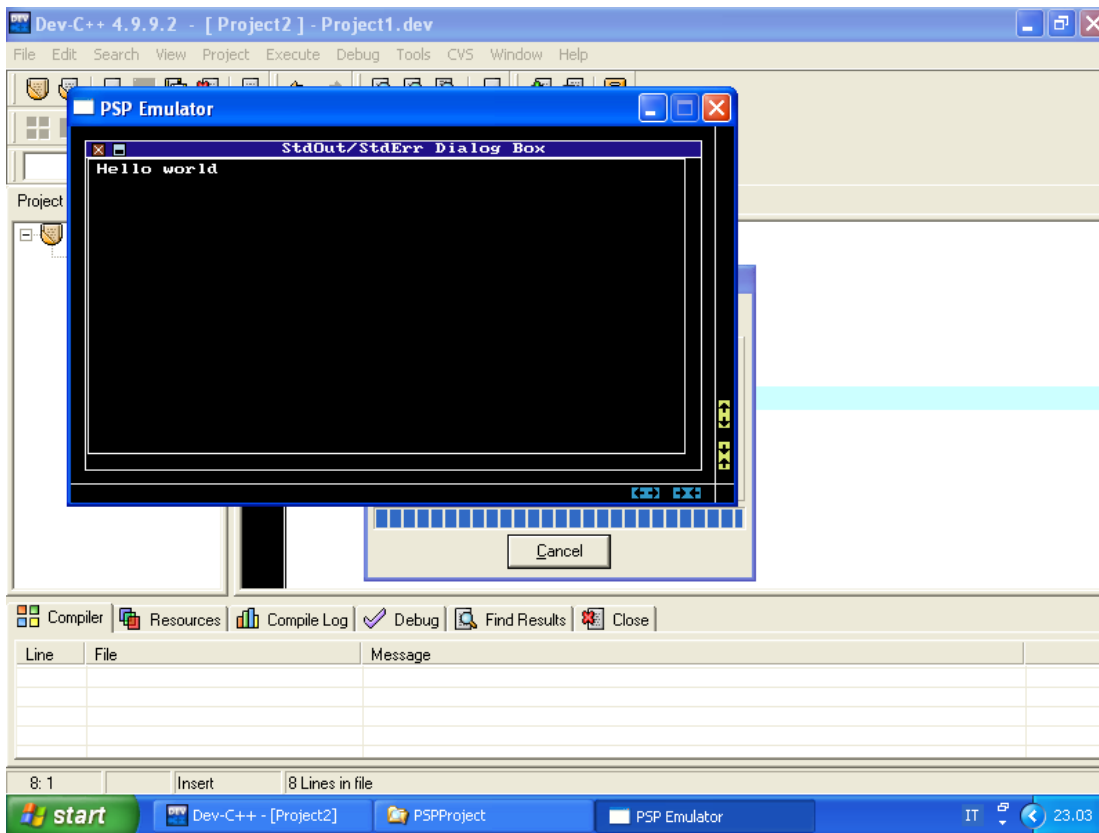 Dev-C++ 4.9.9.2 - [ Project2 ] - Project1.dev
File Edit Search View Project Execute Debug Tools CVS Window Help
PSP Emulator
StdOut/StdErr Dialog Box
Hello world
Project
Cancel
Compiler Resources Compile Log Debug Find Results Close
Line File Message
8: 1 Insert 8 Lines in file
start Dev-C++ - [Project2] PSPProject PSP Emulator IT 23.03